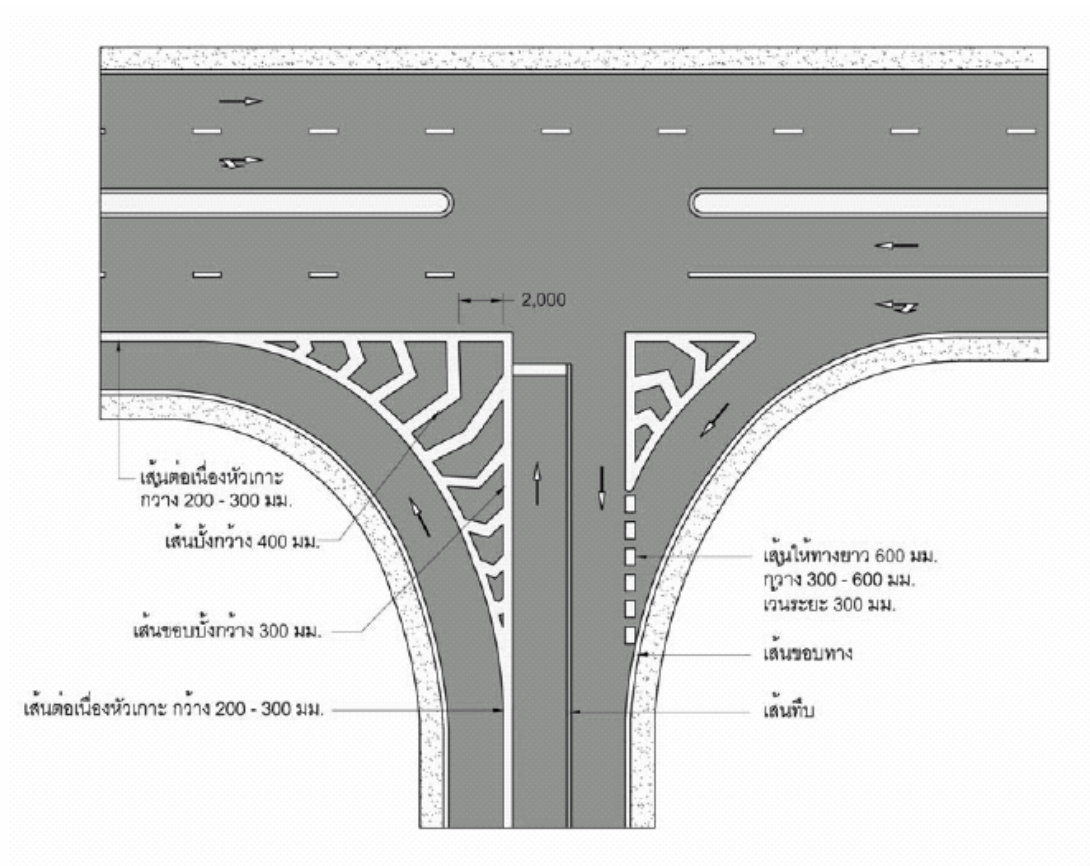 2,000
เส้นต่อเนื่องหัวเกาะ
กว้าง 200 - 300 มม.
เส้นบั้งกว้าง 400 มม.
เส้นขอบบั้งกว้าง 300 มม.
เส้นต่อเนื่องหัวเกาะ กว้าง 200 - 300 มม.
เส้นให้ทางยาว 600 มม.
กว้าง 300 - 600 มม.
เว้นระยะ 300 มม.
เส้นขอบทาง
เส้นทึบ